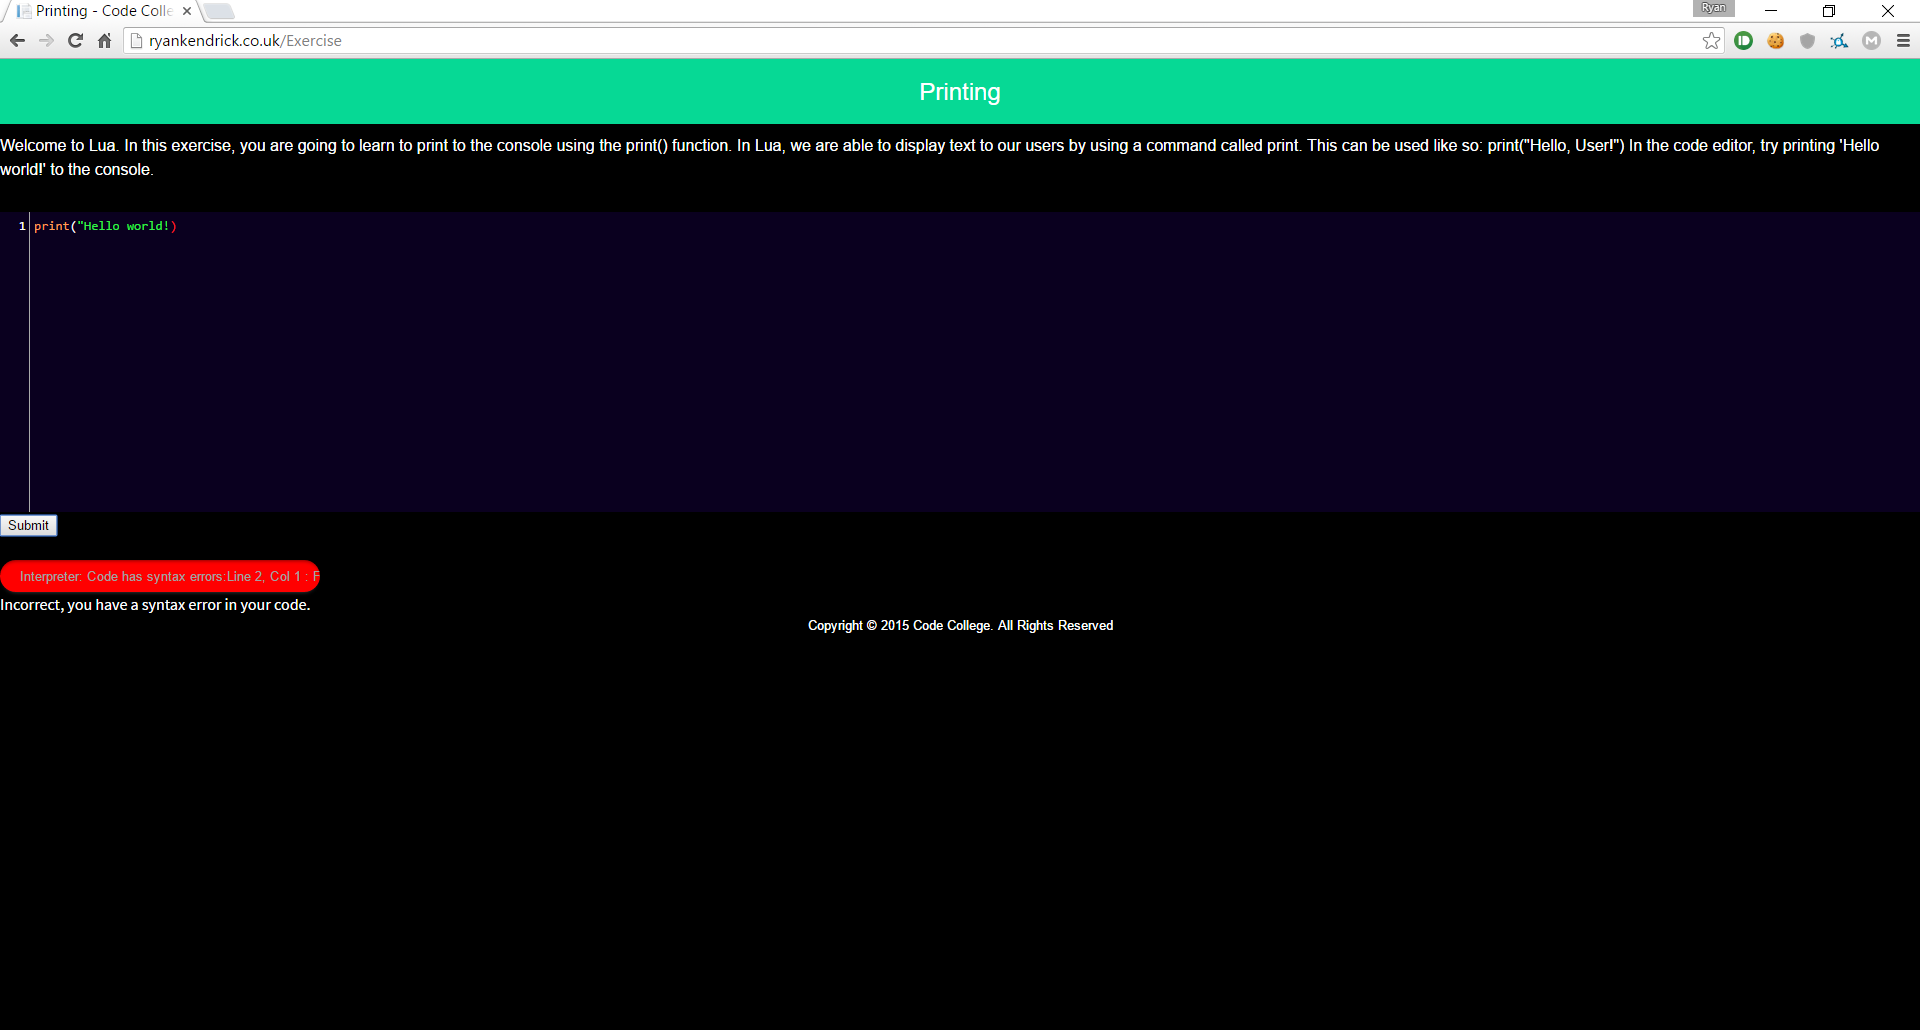 Printing - Code Colle
Ryan
ryankendrick.co.uk/Exercise
Printing
Welcome to Lua. In this exercise, you are going to learn to print to the console using the print() function. In Lua, we are able to display text to our users by using a command called print. This can be used like so: print("Hello, User!") In the code editor, try printing 'Hello
world!' to the console.
1 print("Hello world!)
Submit
Interpreter: Code has syntax errors:Line 2, Col 1 : F
Incorrect, you have a syntax error in your code.
Copyright © 2015 Code College. All Rights Reserved